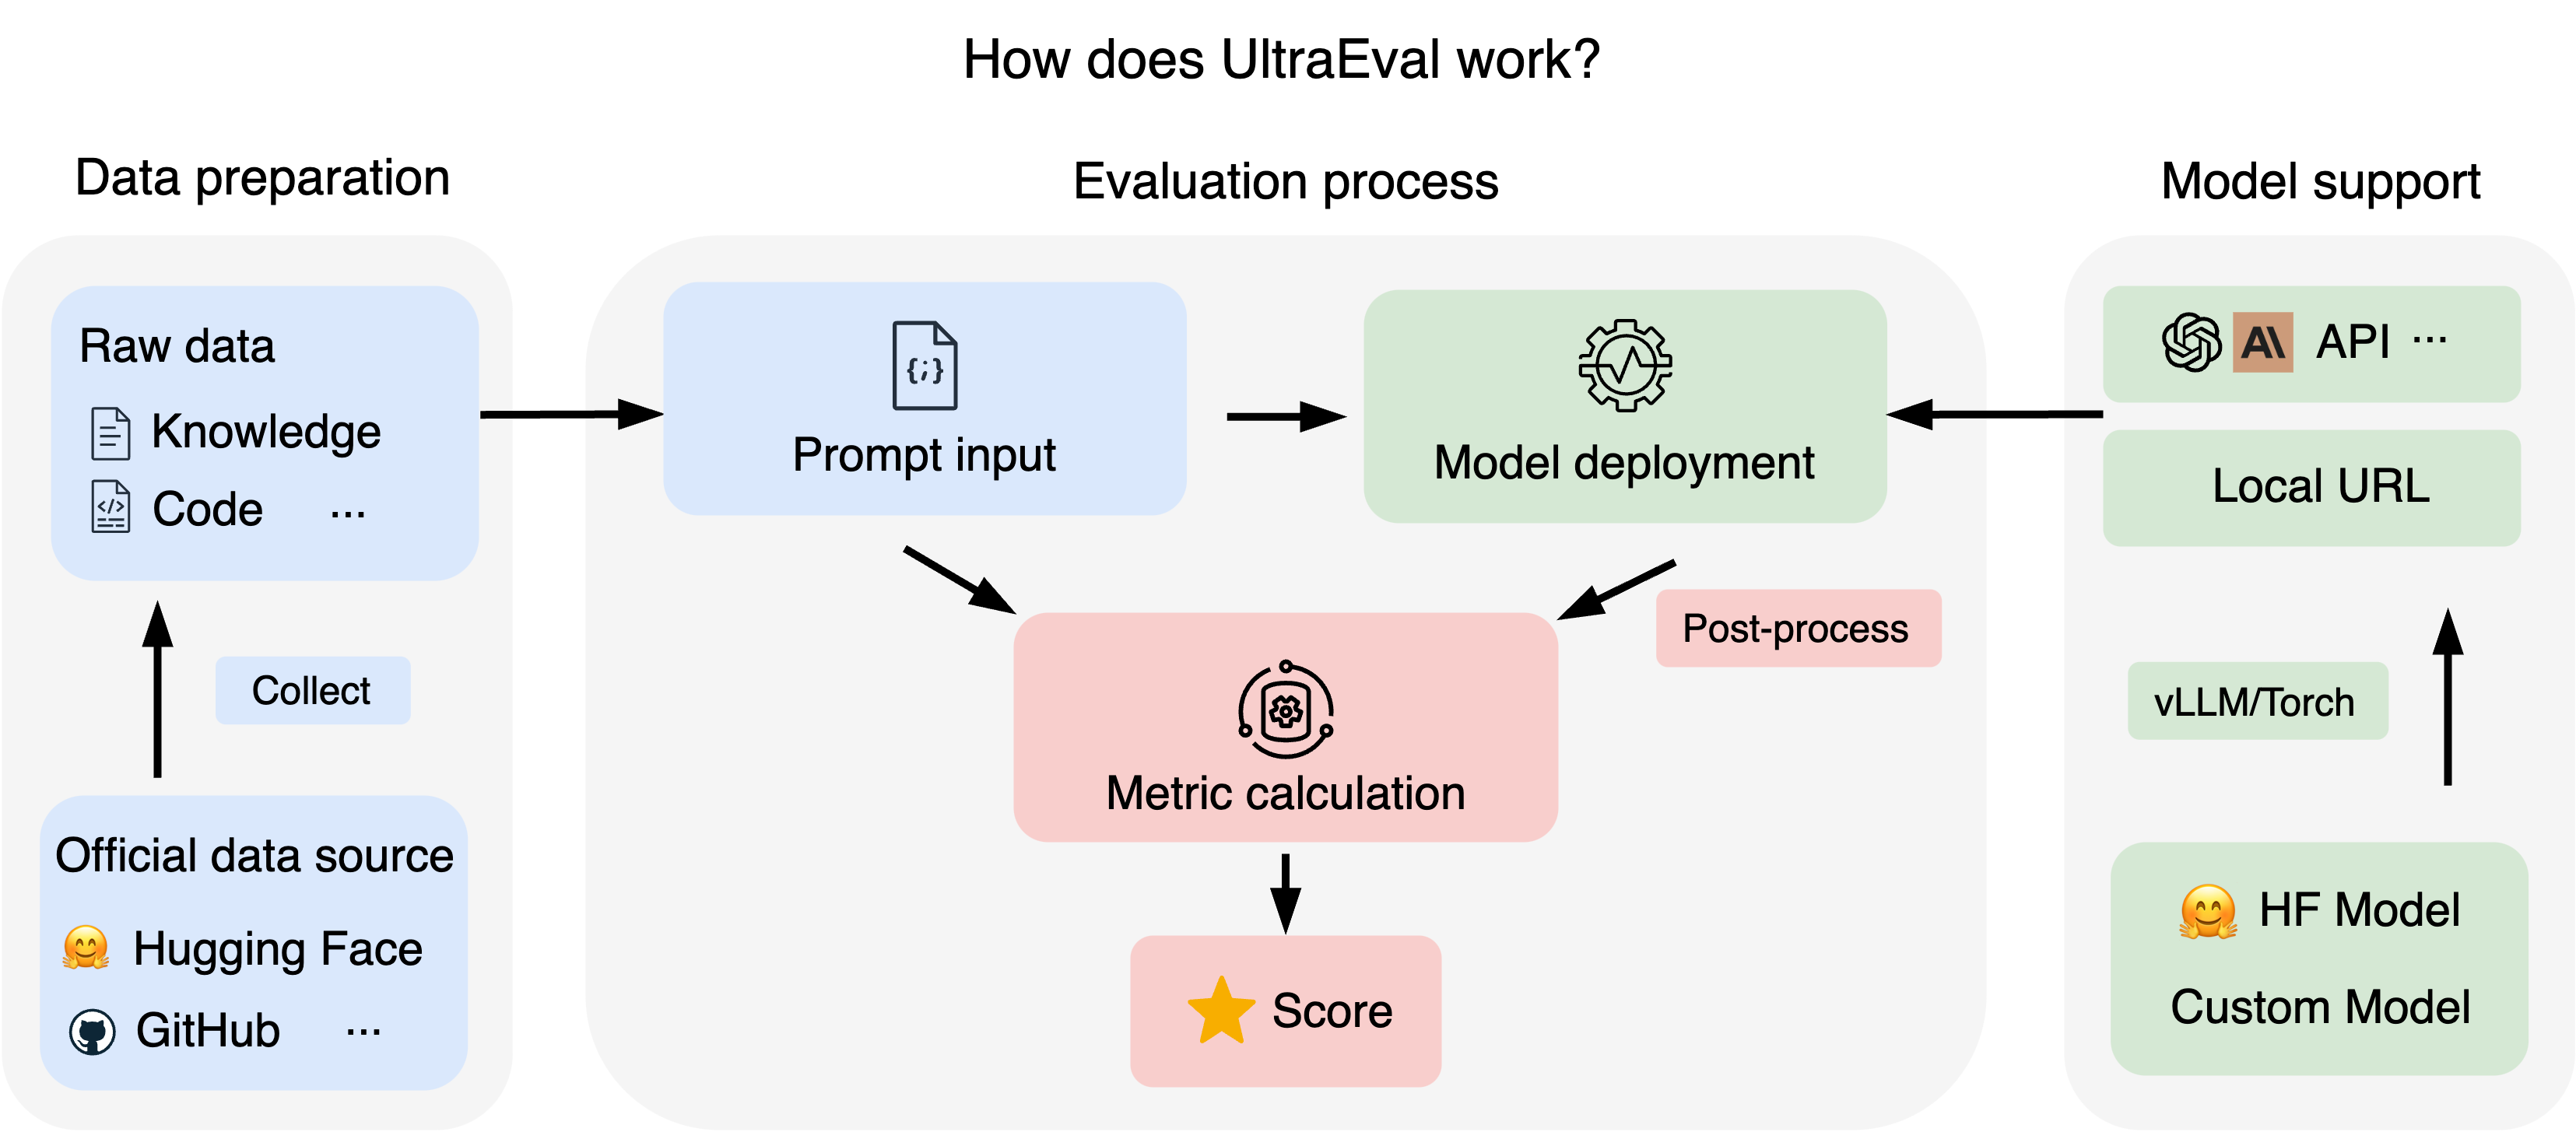 How does UltraEval work?
Data preparation
Raw data
Knowledge
Code ...
Collect
Official data source
Hugging Face
GitHub ...
Evaluation process
{;}
Prompt input
Model deployment
Post-process
Metric calculation
Score
Model support
A\ API ...
Local URL
vLLM/Torch
HF Model
Custom Model